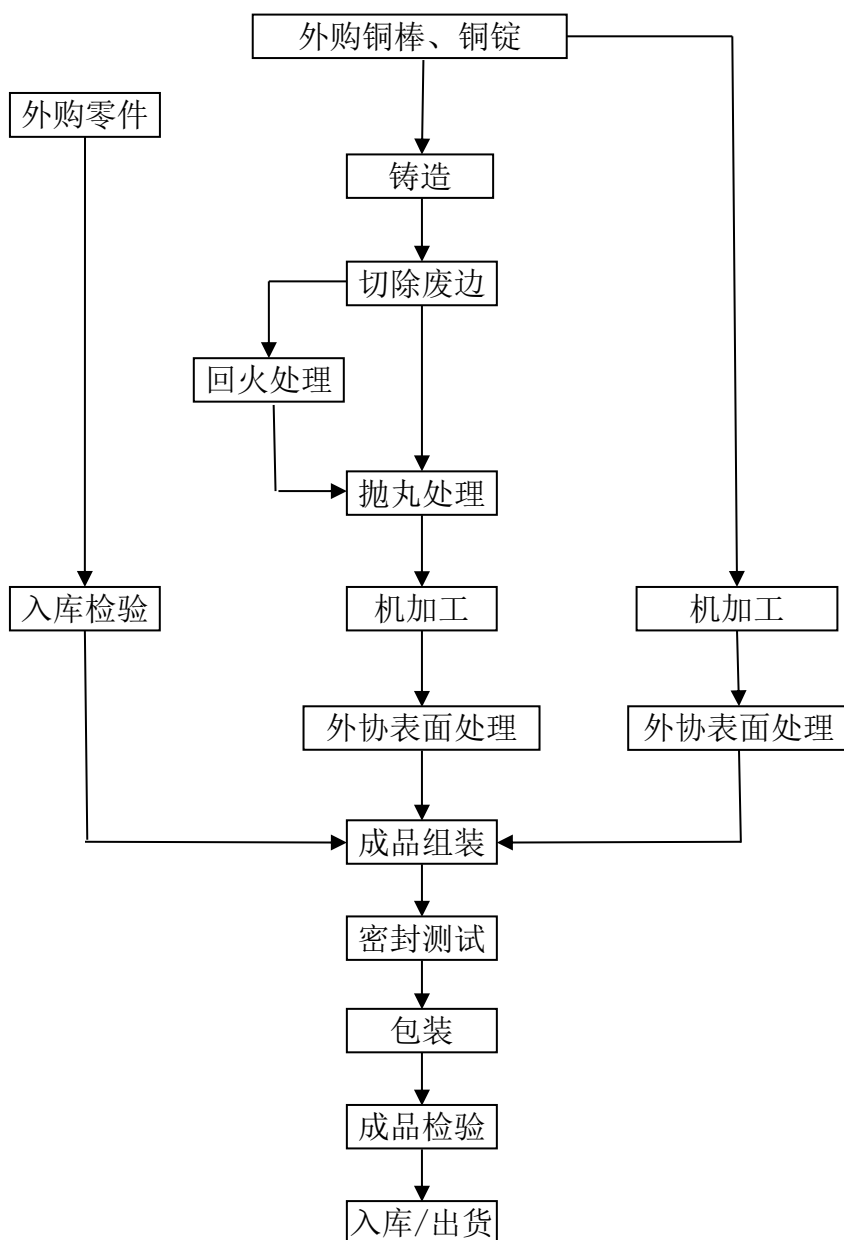 外购铜棒、铜锭
外购零件
铸造
切除废边
回火处理
抛丸处理
入库检验
机加工
机加工
外协表面处理
外协表面处理
成品组装
密封测试
包装
成品检验
入库/出货